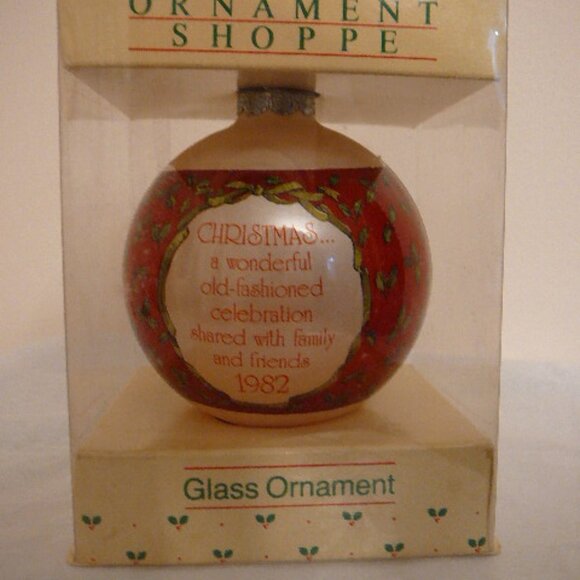 ORNAMENT
SHOPPE
CHRISTMAS...
a wonderful
old-fashioned
celebration
shared with family
and friends
1982
Glass Ornament